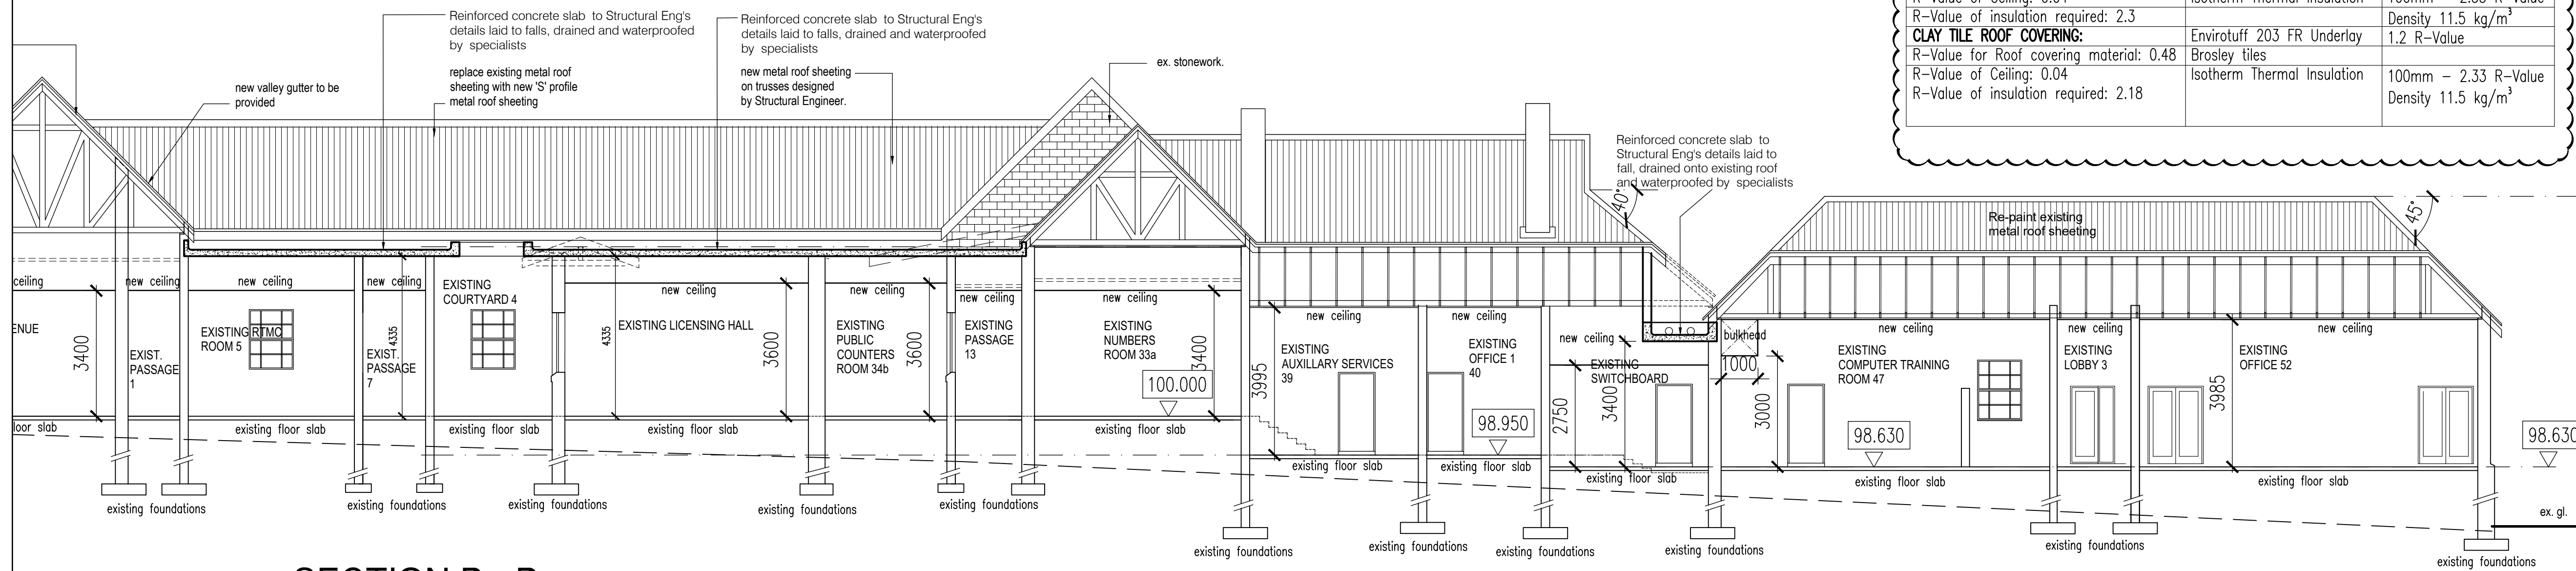 Reinforced concrete slab to Structural Eng's
details laid to falls, drained and waterproofed
by specialists
Reinforced concrete slab to Structural Eng's
details laid to falls, drained and waterproofed
by specialists
new valley gutter to be
provided
replace existing metal roof
sheeting with new 'S' profile
metal roof sheeting
new metal roof sheeting
on trusses designed
by Structural Engineer.
ex. stonework.
Reinforced concrete slab to
Structural Eng's details laid to
fall, drained onto existing roof
and waterproofed by specialists
40°
Re-paint existing
metal roof sheeting
45°
R-Value of insulation required: 2.3
Density 11.5 kg/m³
CLAY TILE ROOF COVERING:
Envirotuff 203 FR Underlay
1.2 R-Value
R-Value for Roof covering material: 0.48
Brosley tiles
R-Value of Ceiling: 0.04
Isotherm Thermal Insulation
100mm – 2.33 R-Value
R-Value of insulation required: 2.18
Density 11.5 kg/m³
ceiling
new ceiling
new ceiling
new ceiling
new ceiling
new ceiling
new ceiling
new ceiling
new ceiling
new ceiling
new ceiling
new ceiling
new ceiling
new ceiling
ENUE
3400
EXIST.
PASSAGE
1
EXISTING RTMC
ROOM 5
4335
EXIST.
PASSAGE
7
EXISTING
COURTYARD 4
4335
EXISTING LICENSING HALL
3600
EXISTING
PUBLIC
COUNTERS
ROOM 34b
3600
EXISTING
PASSAGE
13
EXISTING
NUMBERS
ROOM 33a
3400
100.000
3995
EXISTING
AUXILLARY SERVICES
39
EXISTING
OFFICE 1
40
98.950
2750
EXISTING
SWITCHBOARD
3400
bulkhead
1000
3000
EXISTING
COMPUTER TRAINING
ROOM 47
98.630
EXISTING
LOBBY 3
3985
EXISTING
OFFICE 52
98.630
loor slab
existing floor slab
existing floor slab
existing floor slab
existing floor slab
existing floor slab
existing floor slab
existing floor slab
existing floor slab
existing floor slab
existing foundations
existing foundations
existing foundations
existing foundations
existing foundations
existing foundations
existing foundations
existing foundations
existing foundations
existing foundations
ex. gl.